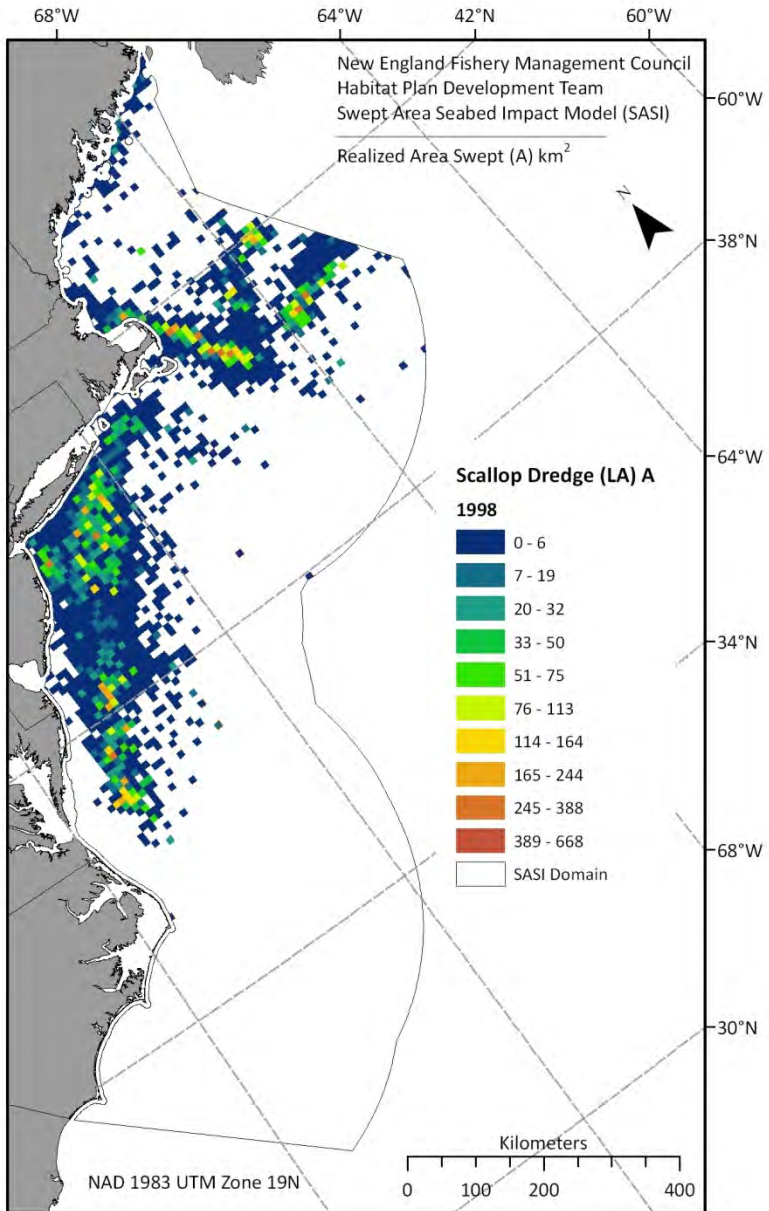 68°W
64°W
42°N
60°W
New England Fishery Management Council
Habitat Plan Development Team
Swept Area Seabed Impact Model (SASI)
Realized Area Swept (A) km²
60°W
N
38°N
64°W
Scallop Dredge (LA) A
1998
0 - 6
7 - 19
20 - 32
33 - 50
51 - 75
76 - 113
114 - 164
165 - 244
245 - 388
389 - 668
SASI Domain
34°N
68°W
30°N
Kilometers
0 100 200 300 400
NAD 1983 UTM Zone 19N